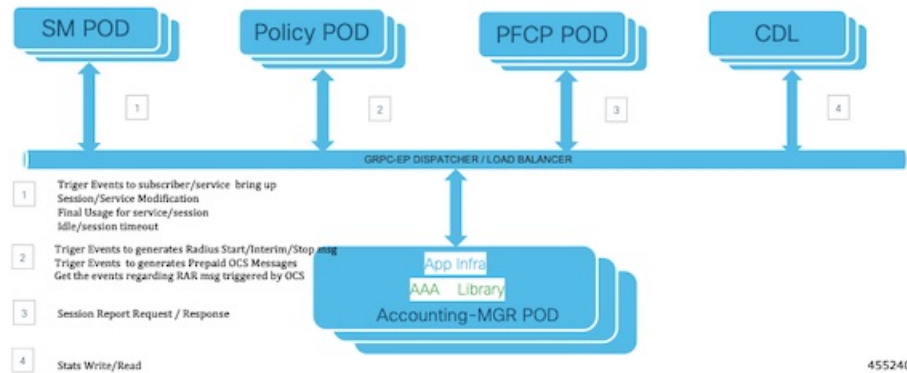 SM POD
Policy POD
PFCP POD
CDL
1
2
3
4
GRPC-EP DISPATCHER / LOAD BALANCER
1
Triger Events to subscriber/service bring up
Session/Service Modification
Final Usage for service/session
Idle/session timeout
2
Triger Events to generates Radius Start/Interim/Stop msg
Triger Events to generates Prepaid OCS Messages
Get the events regarding RAR msg triggered by OCS
App Infra
AAA Library
Accounting-MGR POD
3
Session Report Request / Response
4
Stats Write/Read
455240